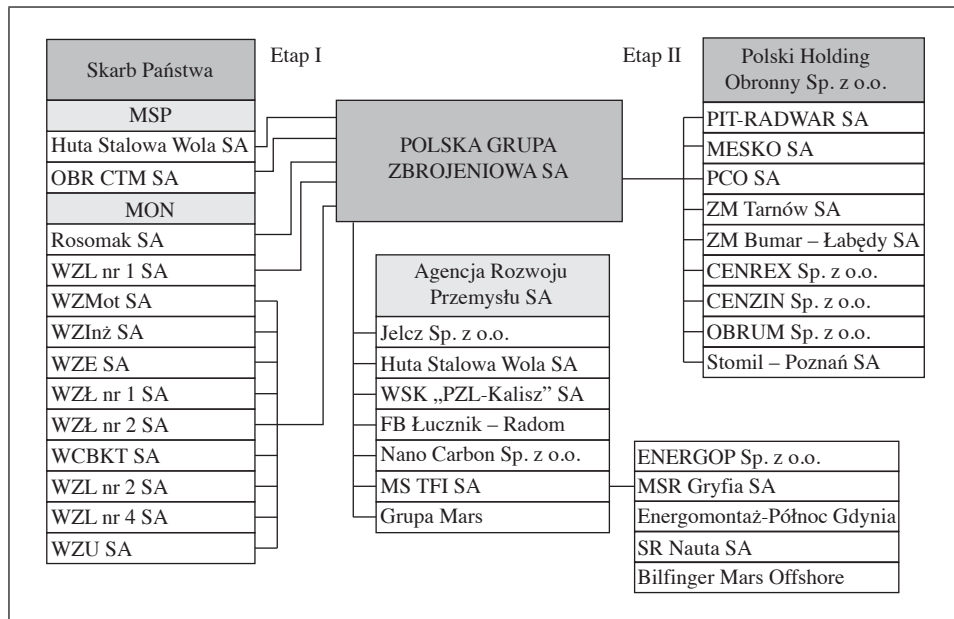 Skarb Państwa
MSP
Huta Stalowa Wola SA
OBR CTM SA
MON
Rosomak SA
WZL nr 1 SA
WZMot SA
WZInż SA
WZE SA
WZŁ nr 1 SA
WZŁ nr 2 SA
WCBKT SA
WZL nr 2 SA
WZL nr 4 SA
WZU SA
Etap I
POLSKA GRUPA
ZBROJENIOWA SA
Agencja Rozwoju
Przemysłu SA
Jelcz Sp. z o.o.
Huta Stalowa Wola SA
WSK „PZL-Kalisz” SA
FB Łucznik – Radom
Nano Carbon Sp. z o.o.
MS TFI SA
Grupa Mars
Etap II
Polski Holding
Obronny Sp. z o.o.
PIT-RADWAR SA
MESKO SA
PCO SA
ZM Tarnów SA
ZM Bumar – Łabędy SA
CENREX Sp. z o.o.
CENZIN Sp. z o.o.
OBRUM Sp. z o.o.
Stomil – Poznań SA
ENERGOP Sp. z o.o.
MSR Gryfia SA
Energomontaż-Północ Gdynia
SR Nauta SA
Bilfinger Mars Offshore